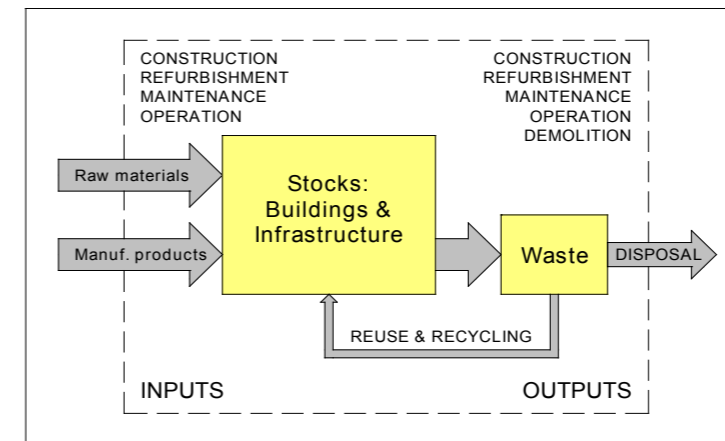 CONSTRUCTION
REFURBISHMENT
MAINTENANCE
OPERATION
CONSTRUCTION
REFURBISHMENT
MAINTENANCE
OPERATION
DEMOLITION
Raw materials
Manuf. products
Stocks:
Buildings &
Infrastructure
Waste
DISPOSAL
REUSE & RECYCLING
INPUTS
OUTPUTS